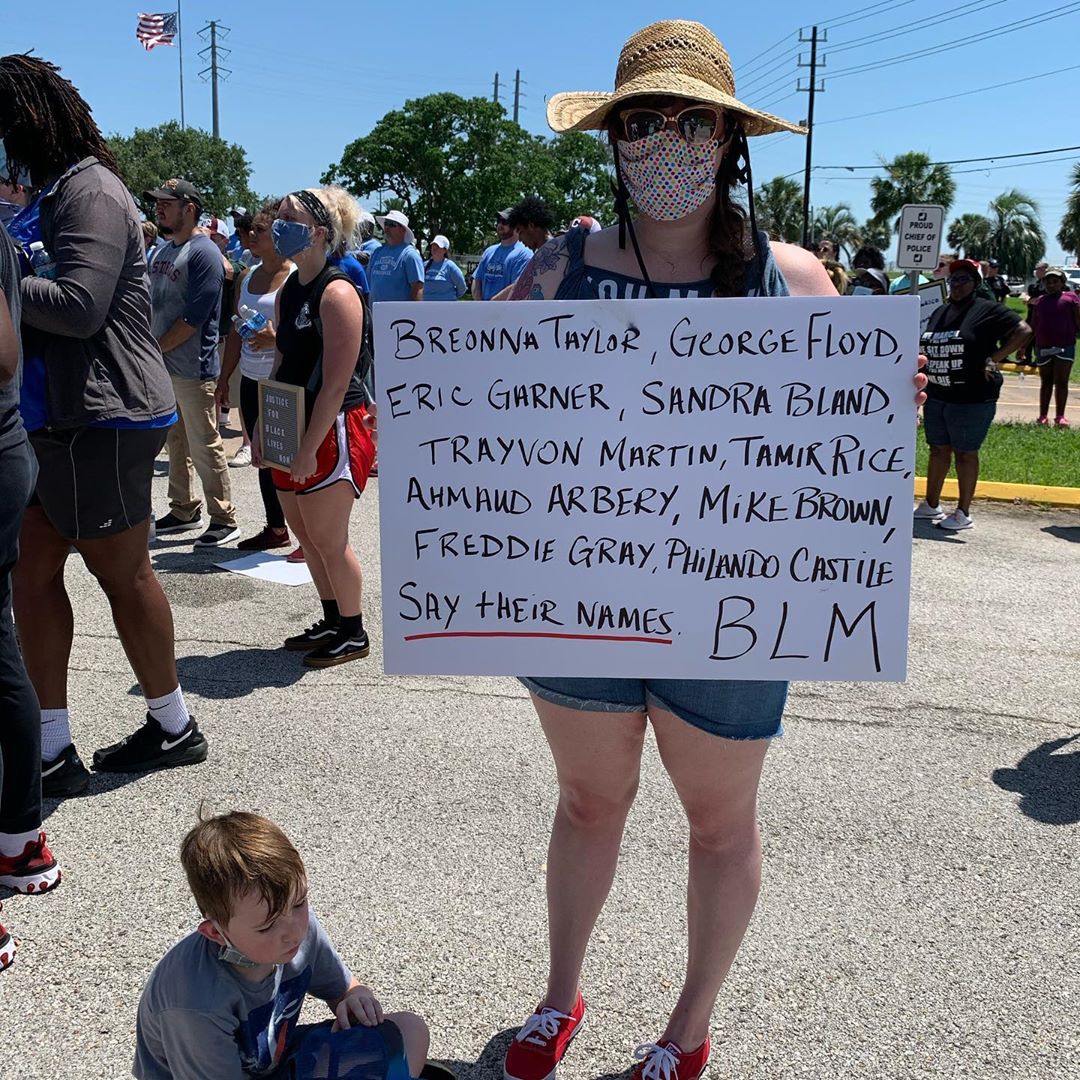 BREONNA TAYLOR, GEORGE FLOYD,
ERIC GARNER, SANDRA BLAND,
TRAYVON MARTIN, TAMIR RICE,
AHMAUD ARBERY, MIKE BROWN,
FREDDIE GRAY, PHILANDO CASTILE
SAY THEIR NAMES. BLM
JUSTICE
FOR
BLACK
LIVES
NOW
PROUD
CHIEF OF
POLICE
SIT DOWN
SPEAK UP